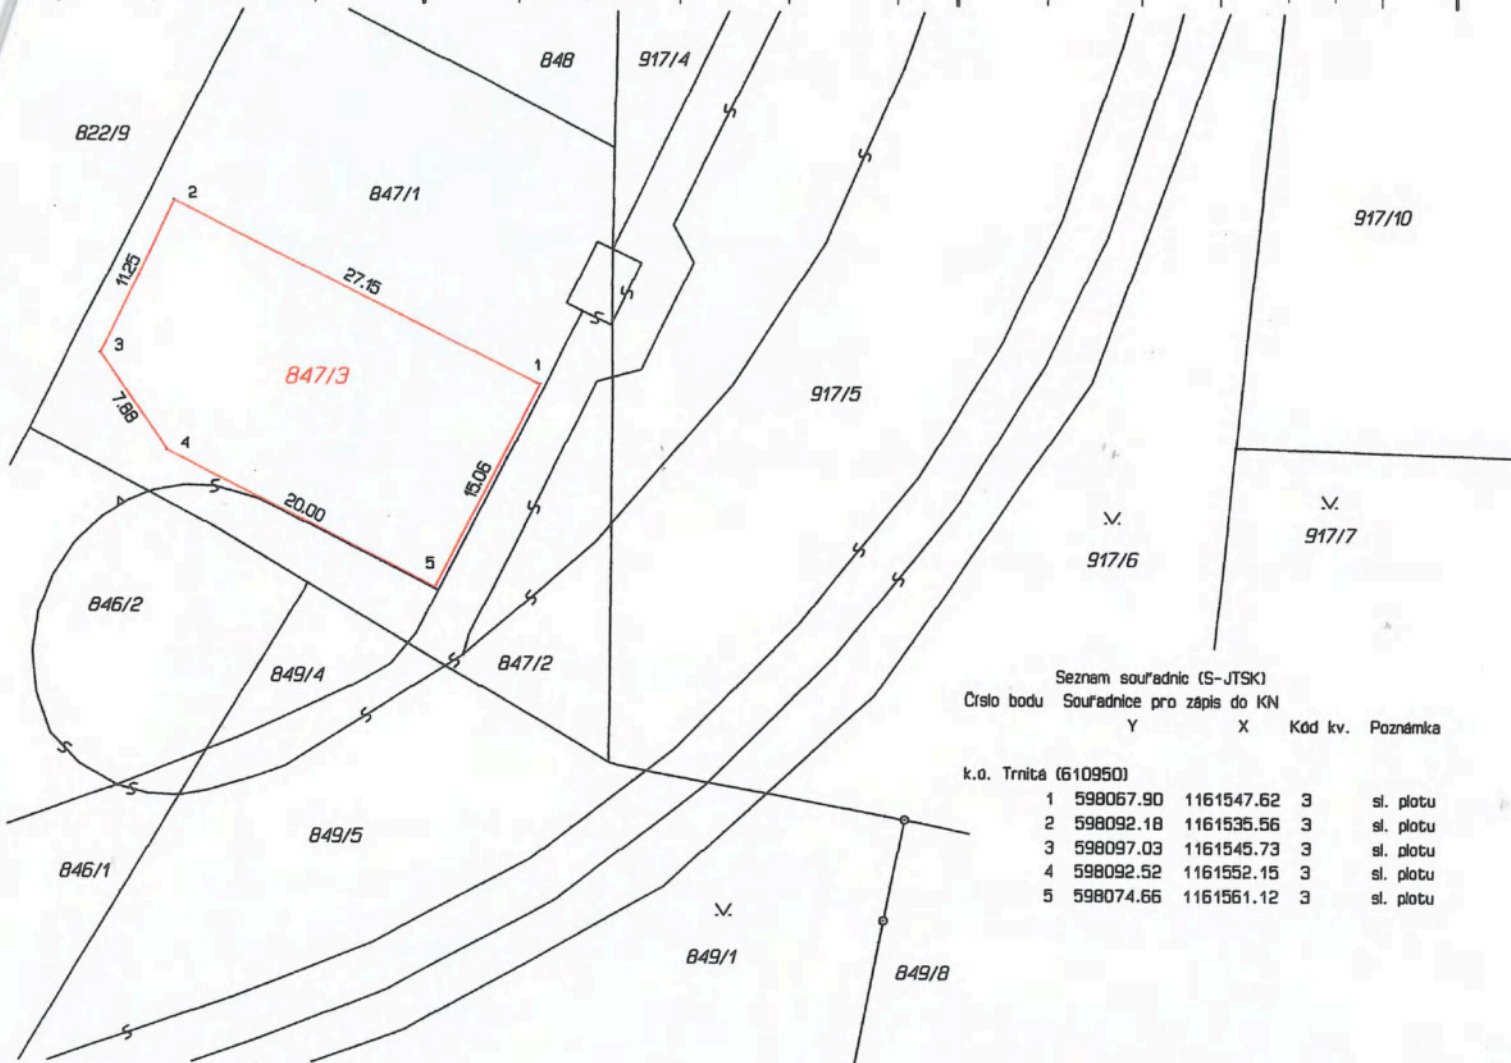 848
917/4
822/9
2
847/1
917/10
11.25
27.15
3
1
847/3
917/5
7.88
4
15.06
20.00
917/7
917/6
5
846/2
847/2
849/4
Seznam souřadnic (S-JTSK)
Číslo bodu Souřadnice pro zápis do KN
Y X Kód kv. Poznámka
k.ú. Trnitá (610950)
1 598067.90 1161547.62 3 sl. plotu
2 598092.18 1161535.56 3 sl. plotu
3 598097.03 1161545.73 3 sl. plotu
4 598092.52 1161552.15 3 sl. plotu
5 598074.66 1161561.12 3 sl. plotu
849/5
846/1
849/1
849/8